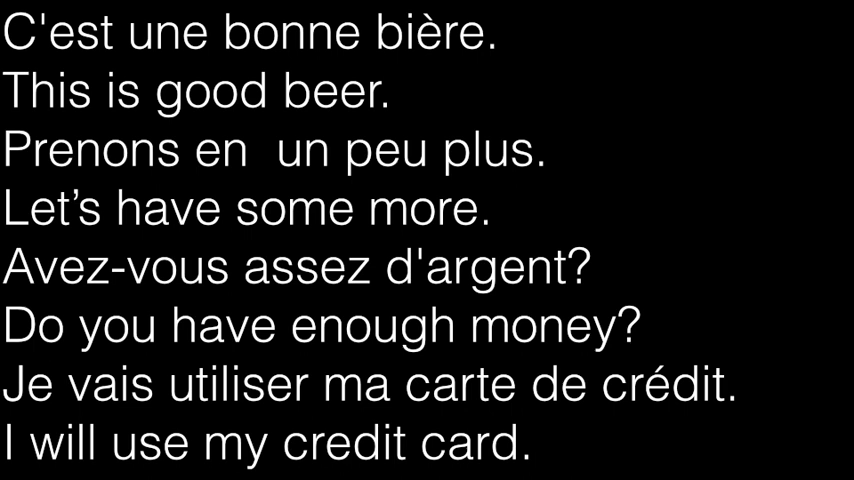 C'est une bonne bière.
This is good beer.
Prenons en  un peu plus.
Let’s have some more.
Avez-vous assez d'argent?
Do you have enough money?
Je vais utiliser ma carte de crédit.
I will use my credit card.